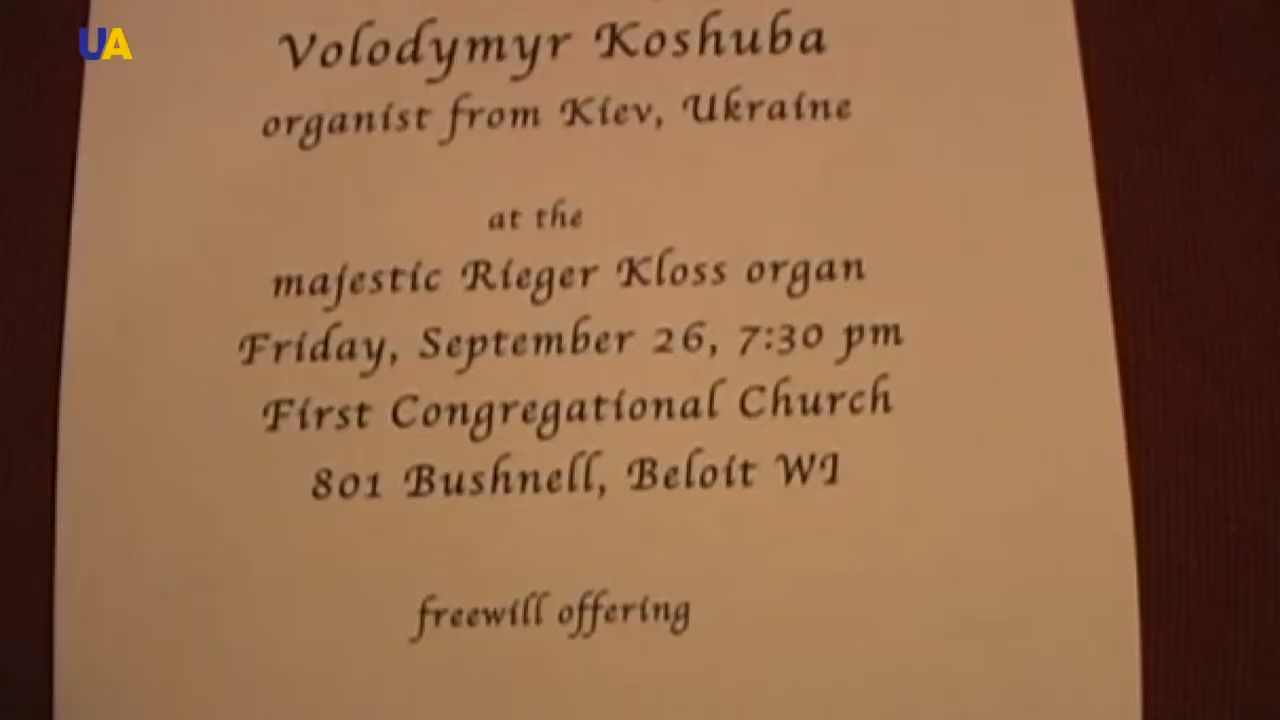 UA
Volodymyr Koshuba
organist from Kiev, Ukraine
at the
majestic Rieger Kloss organ
Friday, September 26, 7:30 pm
First Congregational Church
801 Bushnell, Beloit WI
freewill offering